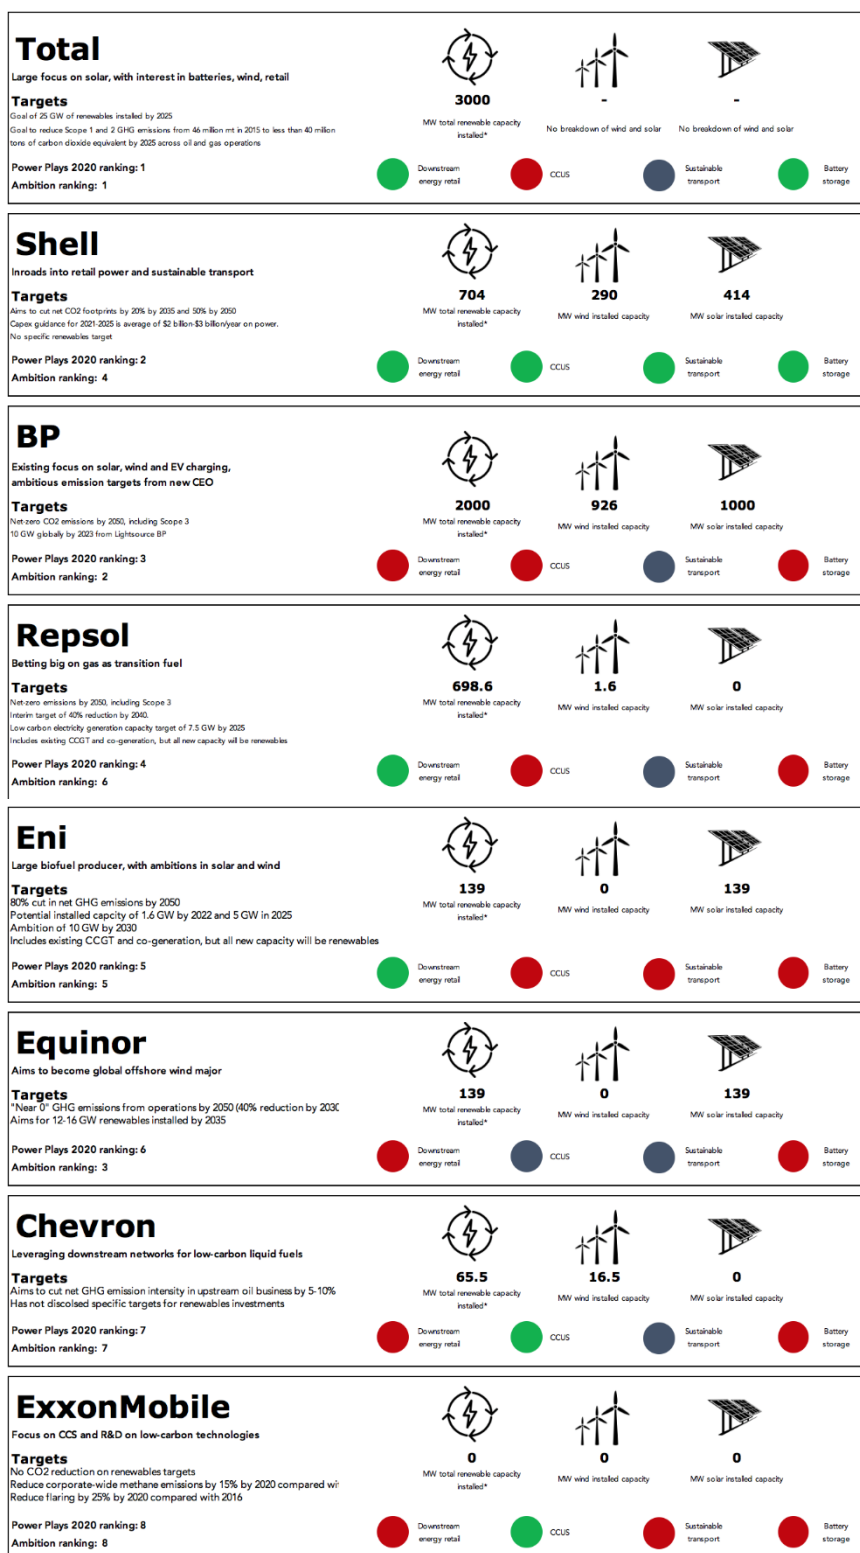 Total
Large focus on solar, with interest in batteries, wind, retail
Targets
Goal of 25 GW of renewables installed by 2025
Goal to reduce Scope 1 and 2 GHG emissions from 46 million mt in 2015 to less than 40 million
tons of carbon dioxide equivalent by 2025 across oil and gas operations
Power Plays 2020 ranking: 1
Ambition ranking: 1
3000
MW total renewable capacity
installed*
-
No breakdown of wind and solar
-
No breakdown of wind and solar
Downstream
energy retail
CCUS
Sustainable
transport
Battery
storage
Shell
Inroads into retail power and sustainable transport
Targets
Aims to cut net CO2 footprints by 20% by 2035 and 50% by 2050
Capex guidance for 2021-2025 is average of $2 billion-$3 billion/year on power.
No specific renewables target
Power Plays 2020 ranking: 2
Ambition ranking: 4
704
MW total renewable capacity
installed*
290
MW wind installed capacity
414
MW solar installed capacity
Downstream
energy retail
CCUS
Sustainable
transport
Battery
storage
BP
Existing focus on solar, wind and EV charging,
ambitious emission targets from new CEO
Targets
Net-zero CO2 emissions by 2050, including Scope 3
10 GW globally by 2023 from Lightsource BP
Power Plays 2020 ranking: 3
Ambition ranking: 2
2000
MW total renewable capacity
installed*
926
MW wind installed capacity
1000
MW solar installed capacity
Downstream
energy retail
CCUS
Sustainable
transport
Battery
storage
Repsol
Betting big on gas as transition fuel
Targets
Net-zero emissions by 2050, including Scope 3
Interim target of 40% reduction by 2040.
Low carbon electricity generation capacity target of 7.5 GW by 2025
Includes existing CCGT and co-generation, but all new capacity will be renewables
Power Plays 2020 ranking: 4
Ambition ranking: 6
698.6
MW total renewable capacity
installed*
1.6
MW wind installed capacity
0
MW solar installed capacity
Downstream
energy retail
CCUS
Sustainable
transport
Battery
storage
Eni
Large biofuel producer, with ambitions in solar and wind
Targets
80% cut in net GHG emissions by 2050
Potential installed capcity of 1.6 GW by 2022 and 5 GW in 2025
Ambition of 10 GW by 2030
Includes existing CCGT and co-generation, but all new capacity will be renewables
Power Plays 2020 ranking: 5
Ambition ranking: 5
139
MW total renewable capacity
installed*
0
MW wind installed capacity
139
MW solar installed capacity
Downstream
energy retail
CCUS
Sustainable
transport
Battery
storage
Equinor
Aims to become global offshore wind major
Targets
"Near 0" GHG emissions from operations by 2050 (40% reduction by 2030
Aims for 12-16 GW renewables installed by 2035
Power Plays 2020 ranking: 6
Ambition ranking: 3
139
MW total renewable capacity
installed*
0
MW wind installed capacity
139
MW solar installed capacity
Downstream
energy retail
CCUS
Sustainable
transport
Battery
storage
Chevron
Leveraging downstream networks for low-carbon liquid fuels
Targets
Aims to cut net GHG emission intensity in upstream oil business by 5-10%
Has not discolsed specific targets for renewables investments
Power Plays 2020 ranking: 7
Ambition ranking: 7
65.5
MW total renewable capacity
installed*
16.5
MW wind installed capacity
0
MW solar installed capacity
Downstream
energy retail
CCUS
Sustainable
transport
Battery
storage
ExxonMobile
Focus on CCS and R&D on low-carbon technologies
Targets
No CO2 reduction on renewables targets
Reduce corporate-wide methane emissions by 15% by 2020 compared wit
Reduce flaring by 25% by 2020 compared with 2016
Power Plays 2020 ranking: 8
Ambition ranking: 8
0
MW total renewable capacity
installed*
0
MW wind installed capacity
0
MW solar installed capacity
Downstream
energy retail
CCUS
Sustainable
transport
Battery
storage